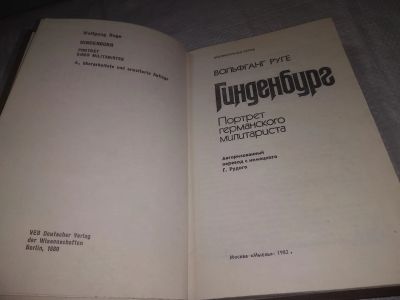 Wolfgang Ruge
HINDENBURG
PORTRÄT
EINES MILITARISTEN
4., überarbeitete und erweiterte Auflage
VEB Deutscher Verlag
der Wissenschaften
Berlin, 1980
ВОЛЬФГАНГ РУГЕ
Гинденбург
Портрет
германского
милитариста
Авторизованный
перевод с немецкого
Г. Рудого
Москва «Мысль» 1982